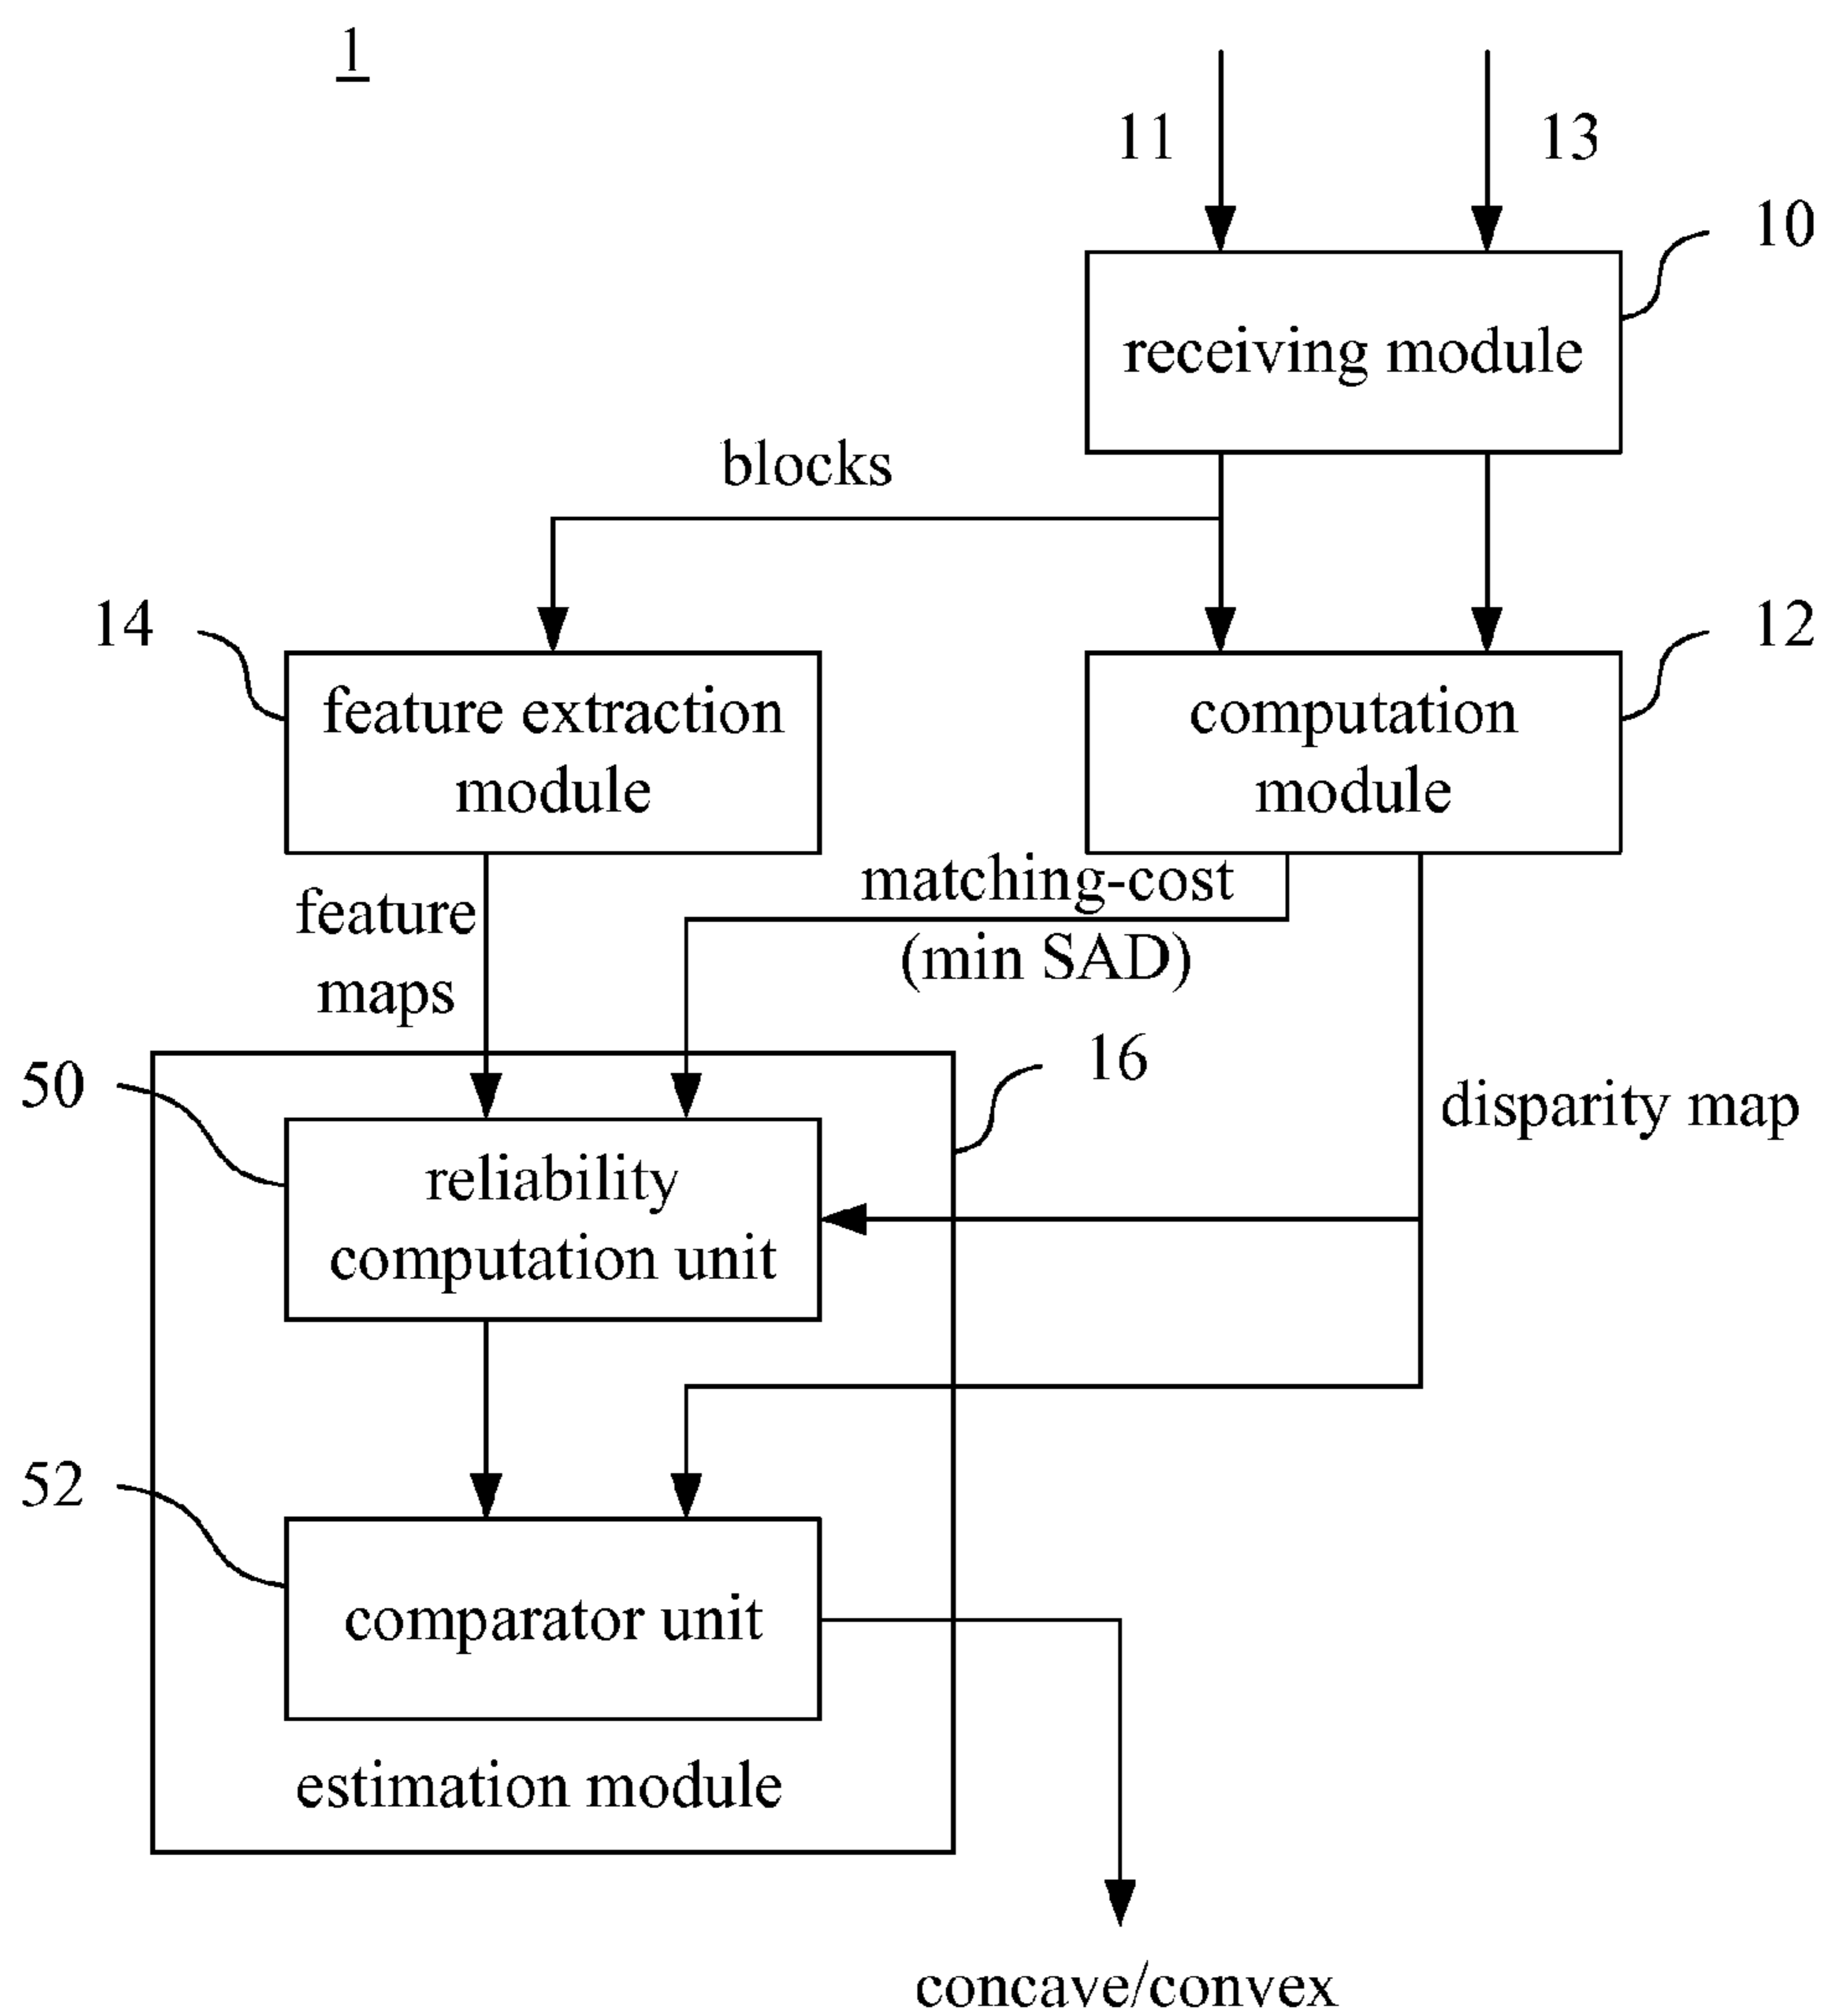 1
11
13
10
receiving module
blocks
14
12
feature extraction
module
computation
module
feature
maps
matching-cost
(min SAD)
16
50
disparity map
reliability
computation unit
52
comparator unit
estimation module
concave/convex